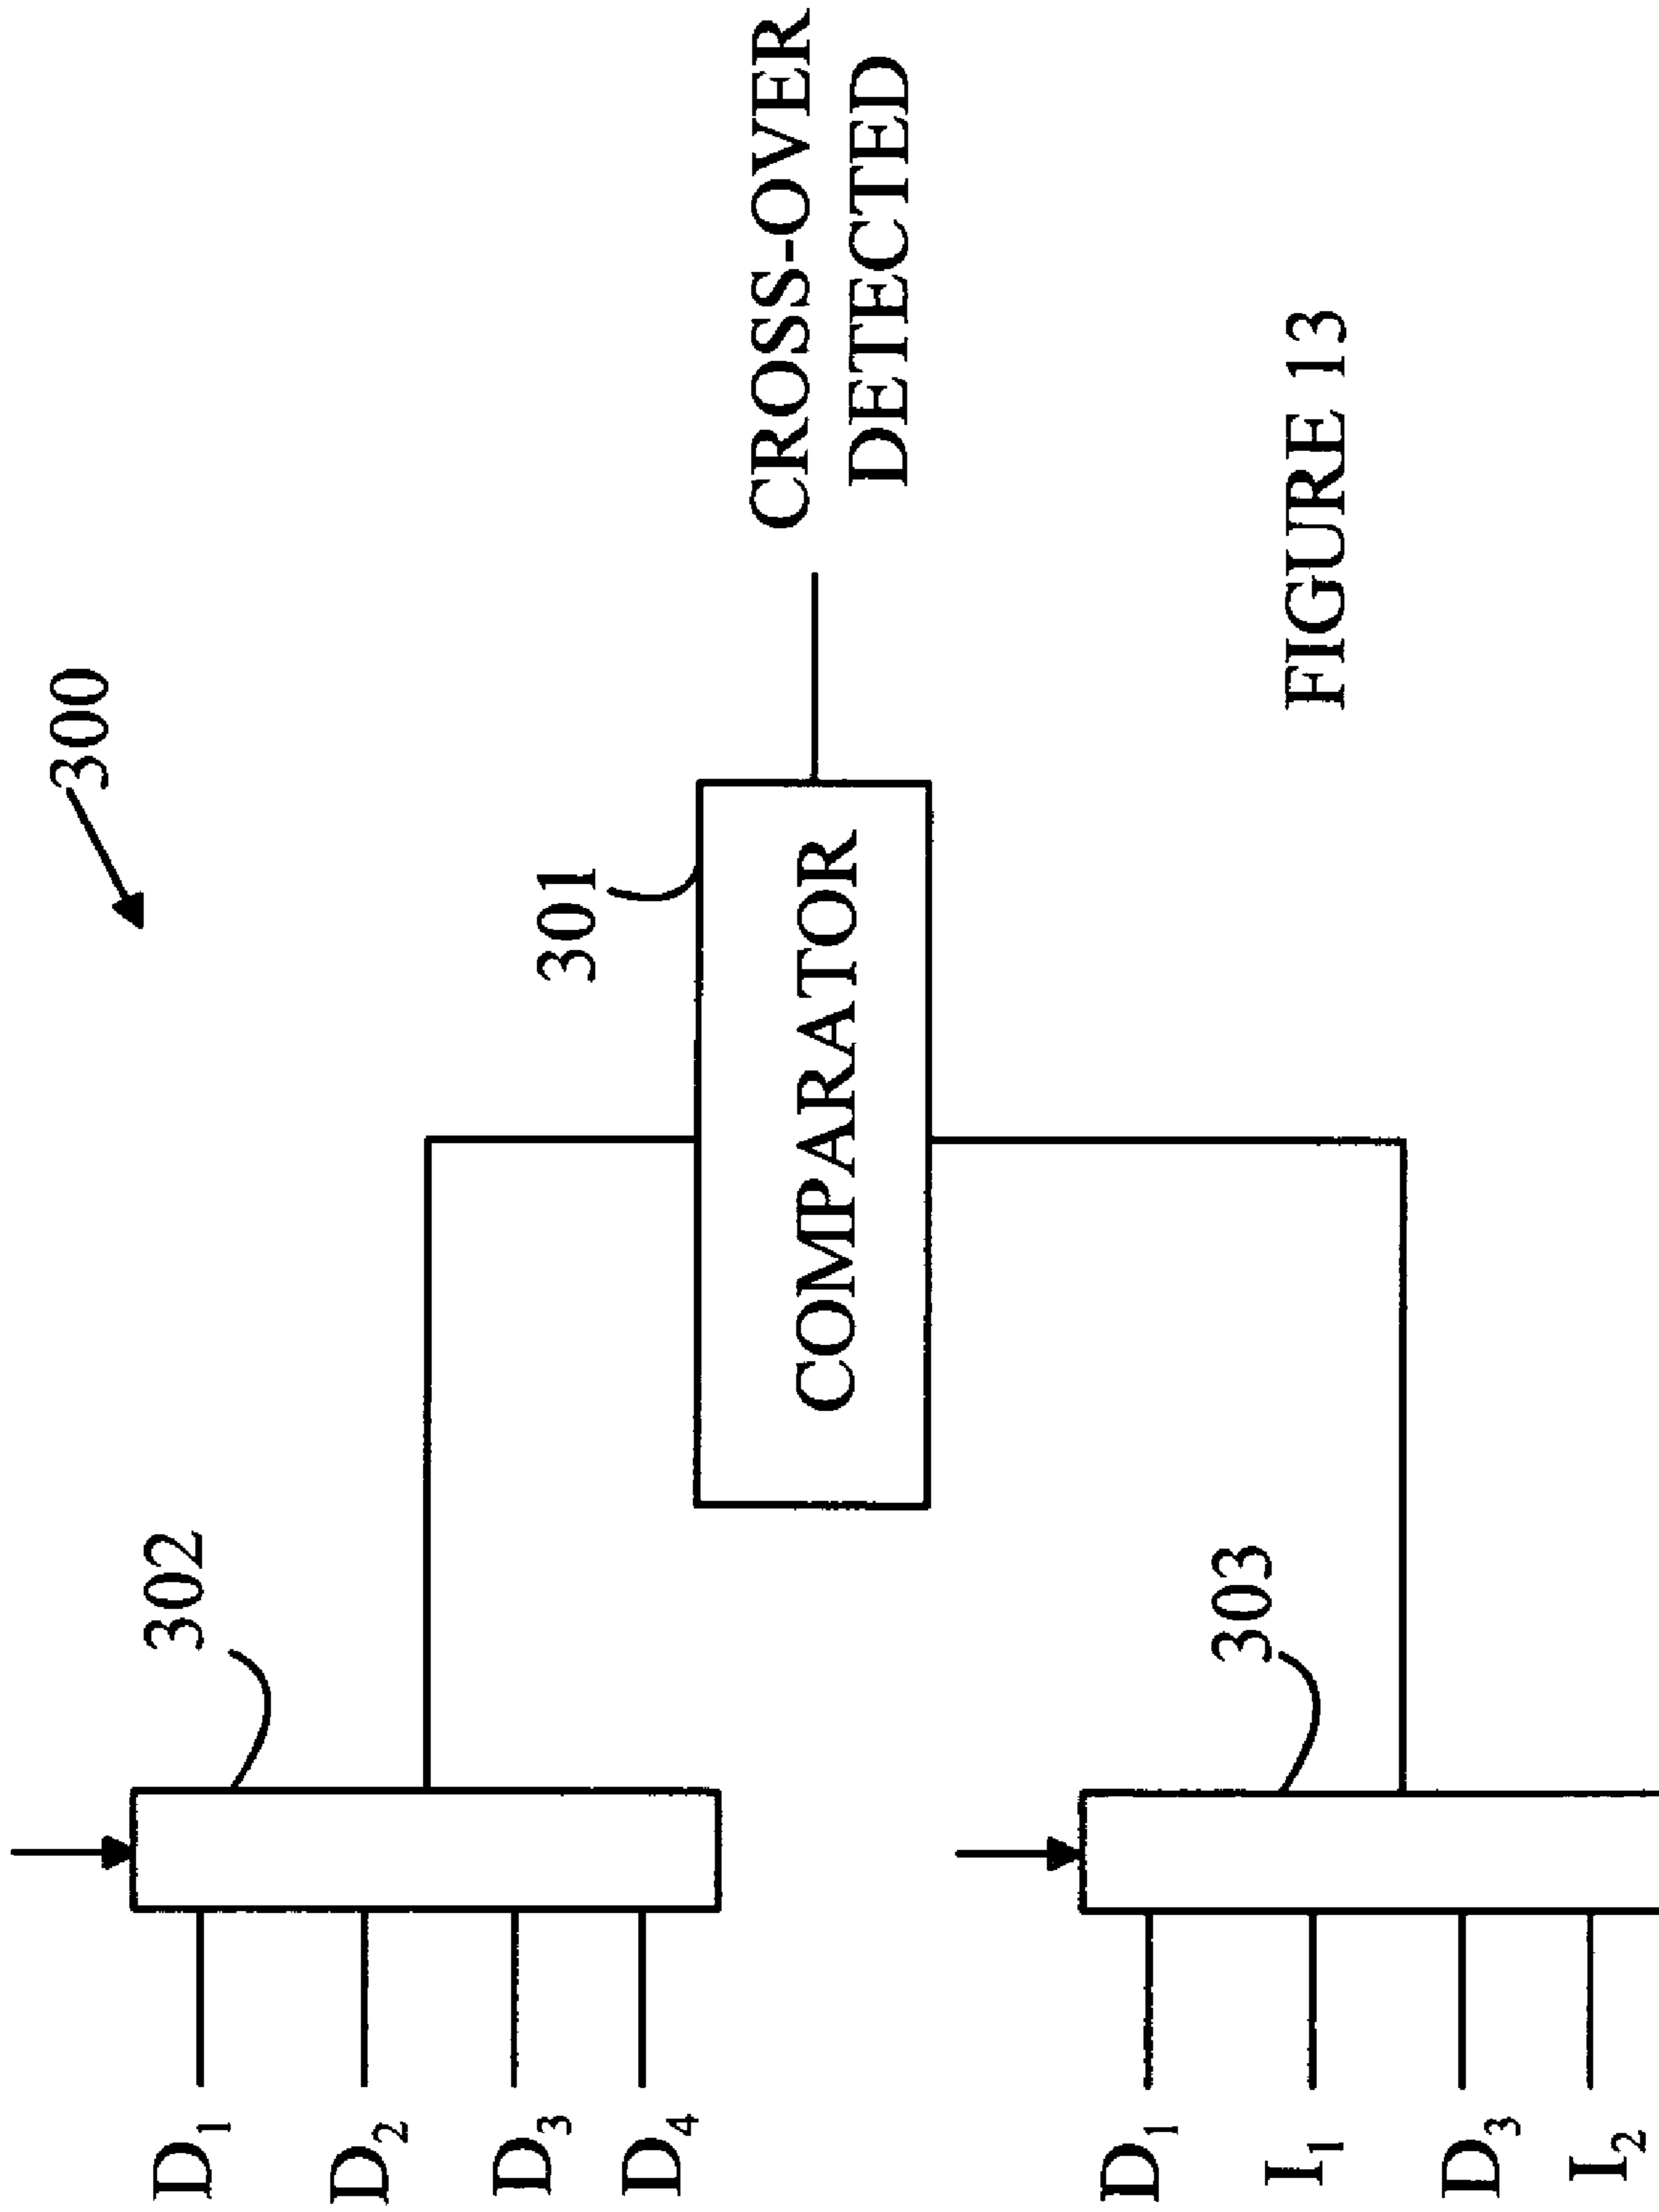 300
302
D1
D2
D3
D4
301
COMPARATOR
CROSS-OVER
DETECTED
303
D1
I1
D3
I2
FIGURE 13